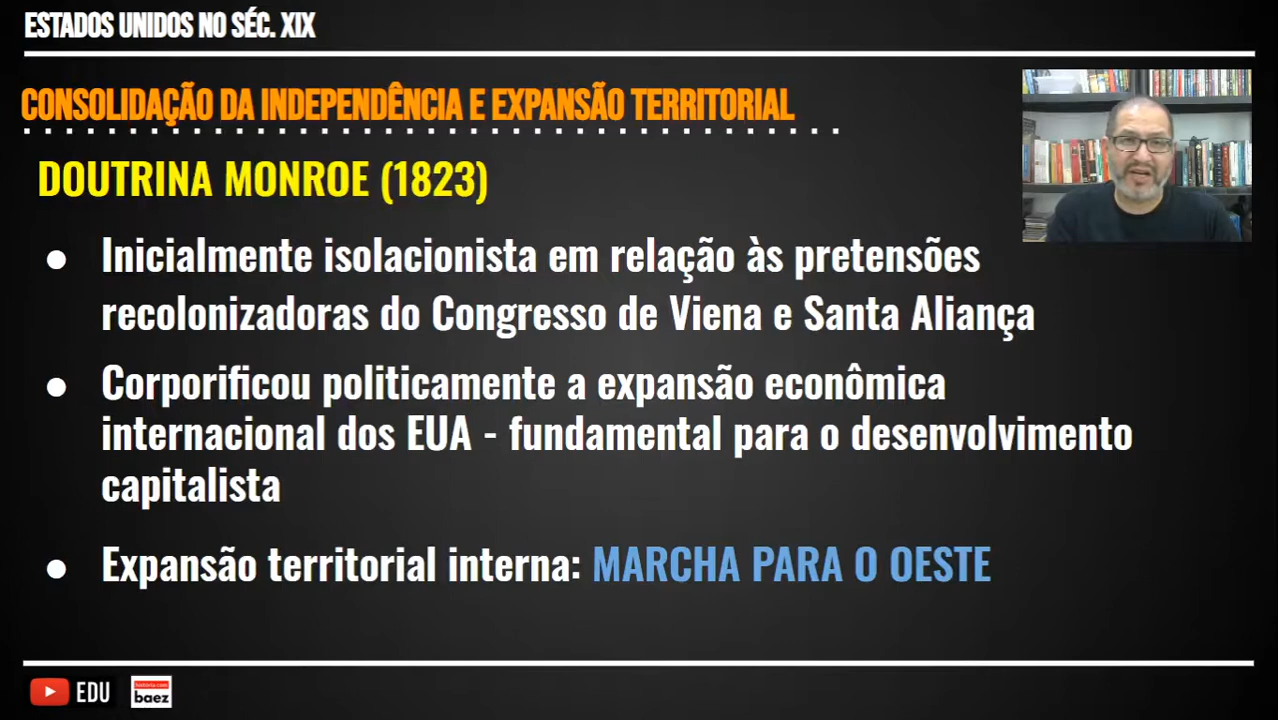 ESTADOS UNIDOS NO SÉC. XIX
CONSOLIDAÇÃO DA INDEPENDÊNCIA E EXPANSÃO TERRITORIAL
DOUTRINA MONROE (1823)
● Inicialmente isolacionista em relação às pretensões
recolonizadoras do Congresso de Viena e Santa Aliança
● Corporificou politicamente a expansão econômica
internacional dos EUA - fundamental para o desenvolvimento
capitalista
● Expansão territorial interna: MARCHA PARA O OESTE
EDU
história com
baez